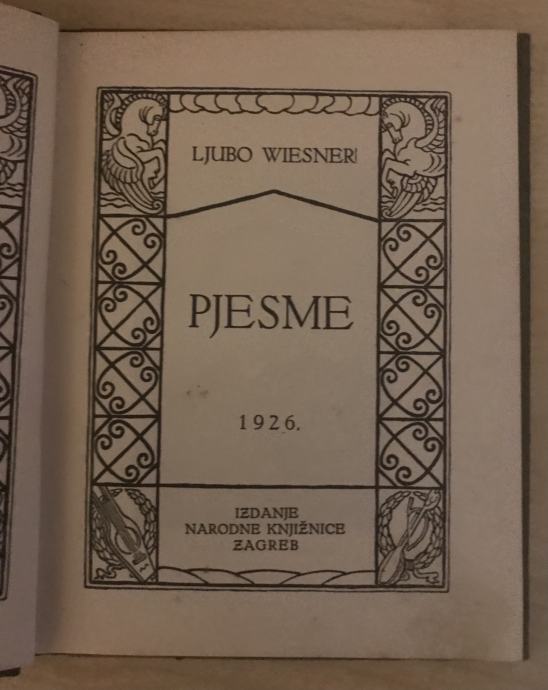 LJUBO WIESNER
PJESME
1926.
IZDANJE
NARODNE KNJIŽNICE
ZAGREB